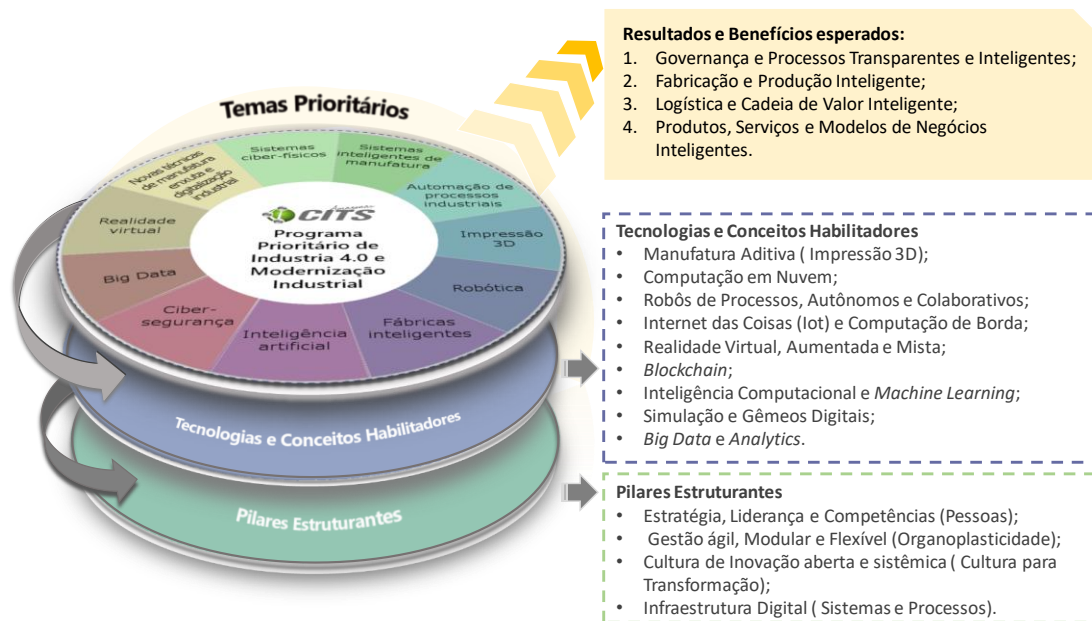 Temas Prioritários
Sistemas
ciber-físicos
Sistemas
inteligentes de
manufatura
Automação de
processos
industriais
Impressão
3D
Robótica
Fábricas
inteligentes
Inteligência
artificial
Ciber-
segurança
Big Data
Realidade
virtual
Novas técnicas
de manufatura
enxuta e
digitalização
industrial
CITS
Amazonas
Programa
Prioritário de
Industria 4.0 e
Modernização
Industrial
Tecnologias e Conceitos Habilitadores
Pilares Estruturantes
Resultados e Benefícios esperados:
1. Governança e Processos Transparentes e Inteligentes;
2. Fabricação e Produção Inteligente;
3. Logística e Cadeia de Valor Inteligente;
4. Produtos, Serviços e Modelos de Negócios
Inteligentes.
Tecnologias e Conceitos Habilitadores
• Manufatura Aditiva ( Impressão 3D);
• Computação em Nuvem;
• Robôs de Processos, Autônomos e Colaborativos;
• Internet das Coisas (Iot) e Computação de Borda;
• Realidade Virtual, Aumentada e Mista;
• Blockchain;
• Inteligência Computacional e Machine Learning;
• Simulação e Gêmeos Digitais;
• Big Data e Analytics.
Pilares Estruturantes
• Estratégia, Liderança e Competências (Pessoas);
• Gestão ágil, Modular e Flexível (Organoplasticidade);
• Cultura de Inovação aberta e sistêmica ( Cultura para
Transformação);
• Infraestrutura Digital ( Sistemas e Processos).